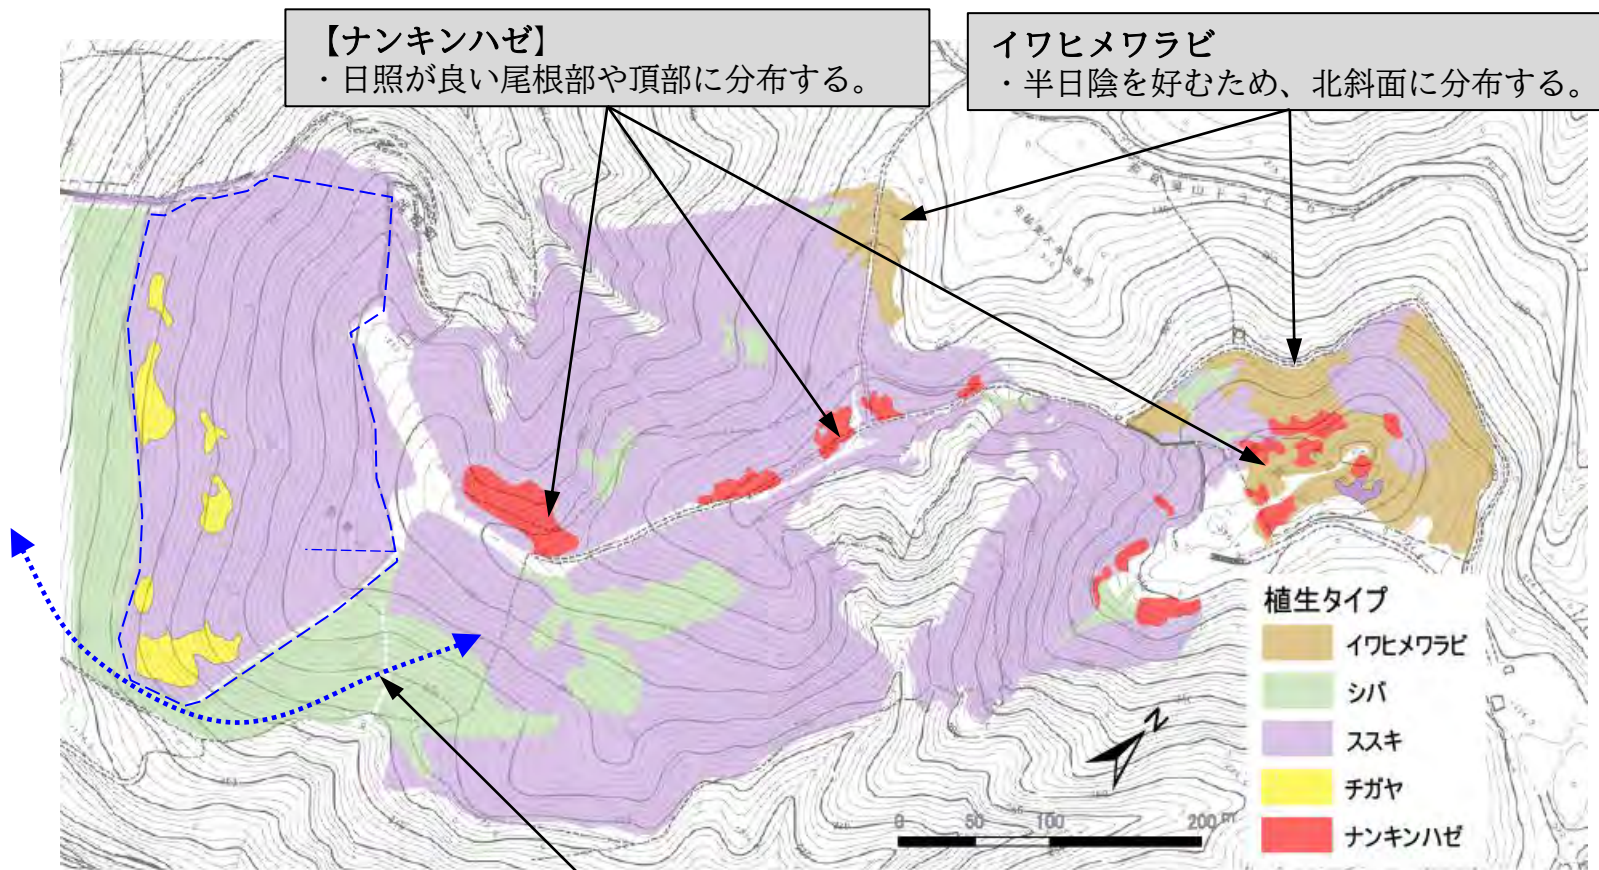 【ナンキンハゼ】
・日照が良い尾根部や頂部に分布する。
イワヒメワラビ
・半日陰を好むため、北斜面に分布する。
N
植生タイプ
イワヒメワラビ
シバ
ススキ
チガヤ
ナンキンハゼ
0 50 100 200